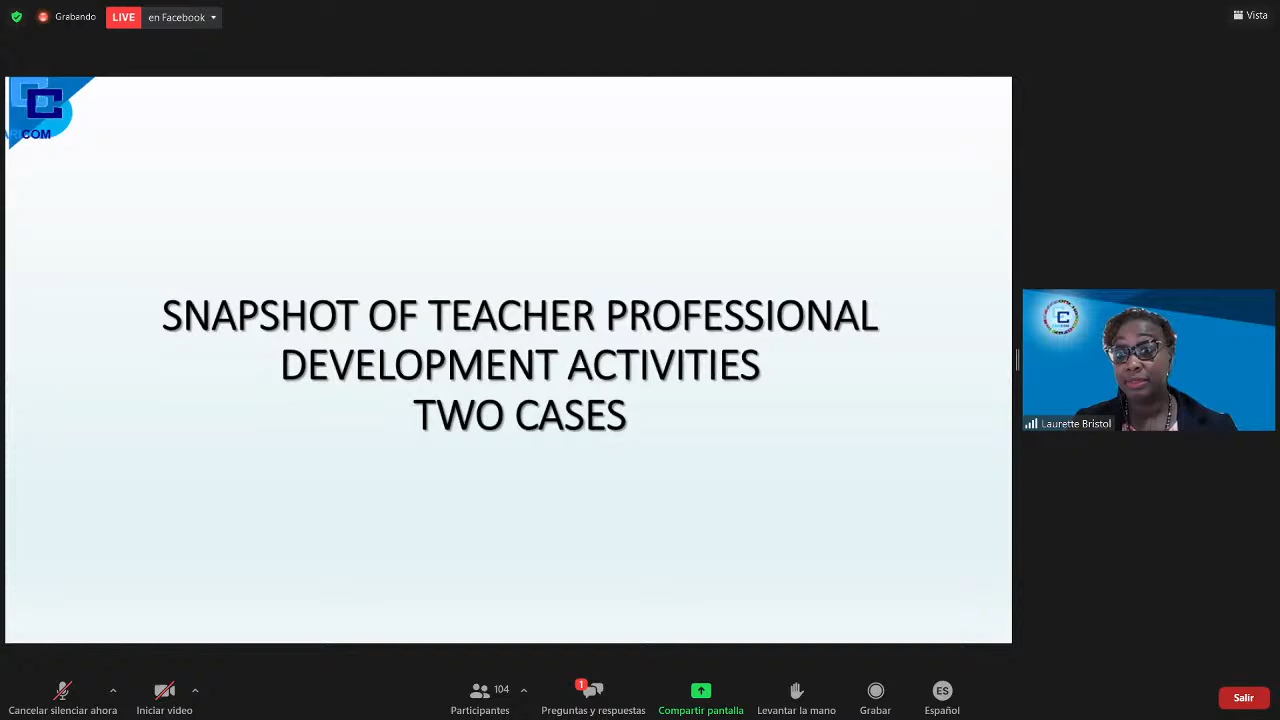 Grabando
LIVE en Facebook
Vista
COM
SNAPSHOT OF TEACHER PROFESSIONAL
DEVELOPMENT ACTIVITIES
TWO CASES
Laurette Bristol
Cancelar silenciar ahora
Iniciar video
104
Participantes
1
Preguntas y respuestas
Compartir pantalla
Levantar la mano
Grabar
ES
Español
Salir